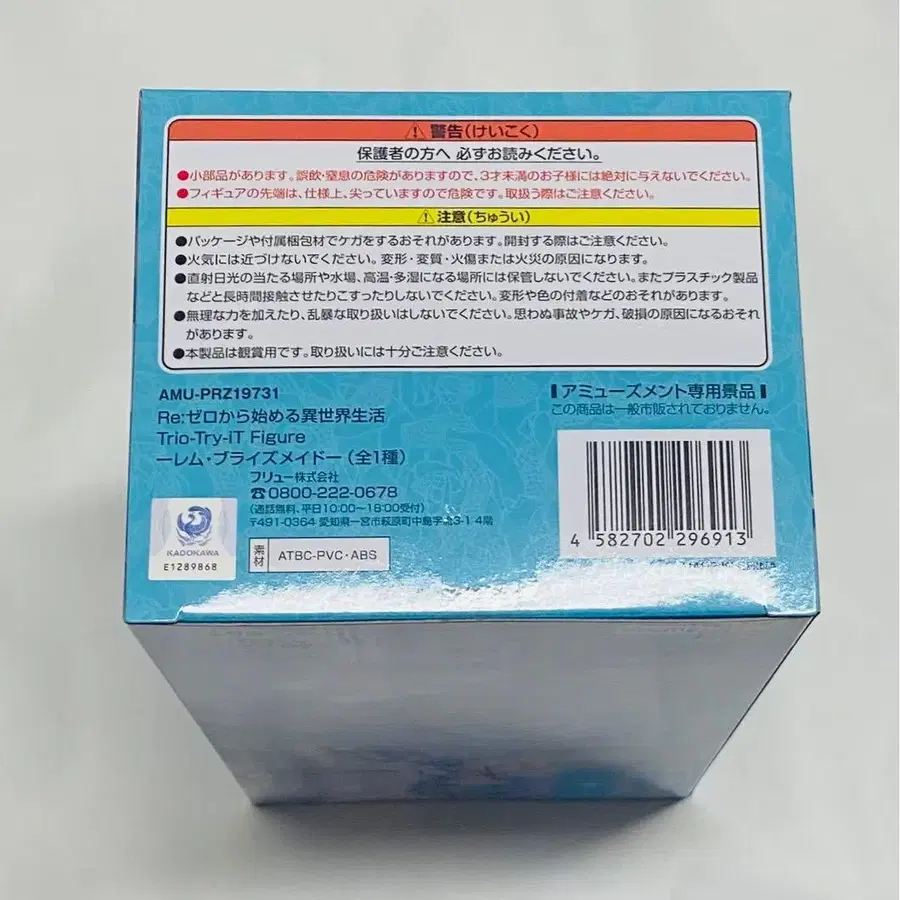 ⚠ 警告(けいこく)
保護者の方へ 必ずお読みください。
●小部品があります。誤飲・窒息の危険がありますので、3才未満のお子様には絶対に与えないでください。
●フィギュアの先端は、仕様上、尖っていますので危険です。取扱う際はご注意ください。
⚠ 注意(ちゅうい)
●パッケージや付属梱包材でケガをするおそれがあります。開封する際はご注意ください。
●火気には近づけないでください。変形・変質・火傷または火災の原因になります。
●直射日光の当たる場所や水場、高温・多湿になる場所には保管しないでください。またプラスチック製品
などと長時間接触させたりこすったりしないでください。変形や色の付着などのおそれがあります。
●無理な力を加えたり、乱暴な取り扱いはしないでください。思わぬ事故やケガ、破損の原因になるおそれ
があります。
●本製品は観賞用です。取り扱いには十分ご注意ください。
AMU-PRZ19731
Re:ゼロから始める異世界生活
Trio-Try-iT Figure
ーレム・ブライズメイドー(全1種)
フリュー株式会社
☎0800-222-0678
(通話無料、平日10:00~18:00受付)
〒491-0364 愛知県一宮市萩原町中島字流3-1 4階
KADOKAWA
E1289868
素材 ATBC-PVC・ABS
アミューズメント専用景品
この商品は一般市販されておりません。
4 582702 296913